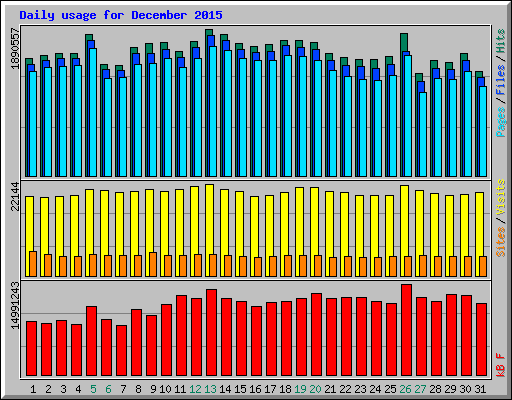 Daily usage for December 2015
1890557
Pages / Files / Hits
22144
Sites / Visits
14991243
kB F
1 2 3 4 5 6 7 8 9 10 11 12 13 14 15 16 17 18 19 20 21 22 23 24 25 26 27 28 29 30 31